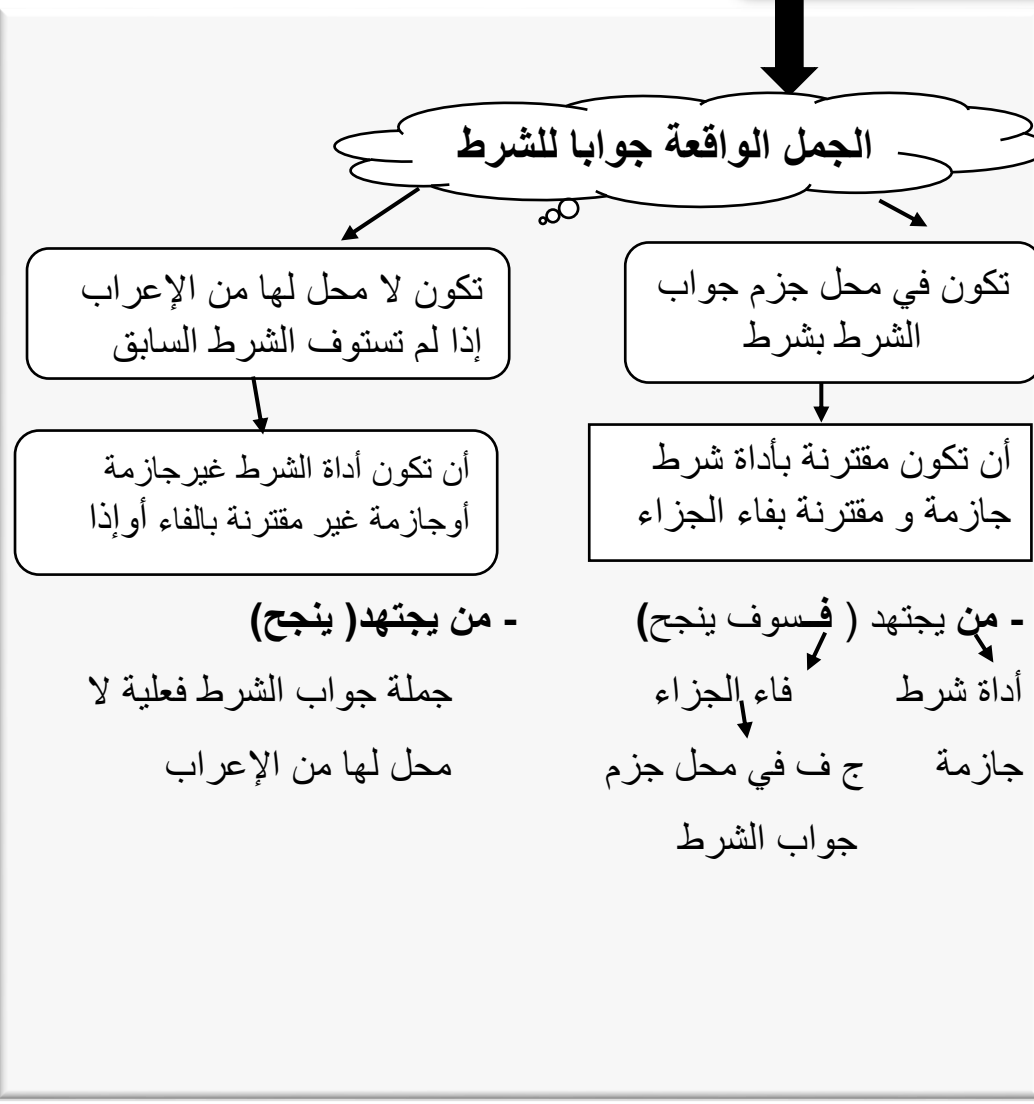 الجمل الواقعة جوابا للشرط
تكون في محل جزم جواب
الشرط بشرط
أن تكون مقترنة بأداة شرط
جازمة و مقترنة بفاء الجزاء
- من يجتهد ( فــسوف ينجح)
أداة شرط
جازمة
فاء الجزاء
ج ف في محل جزم
جواب الشرط
تكون لا محل لها من الإعراب
إذا لم تستوف الشرط السابق
أن تكون أداة الشرط غيرجازمة
أوجازمة غير مقترنة بالفاء أوإذا
- من يجتهد( ينجح)
جملة جواب الشرط فعلية لا
محل لها من الإعراب